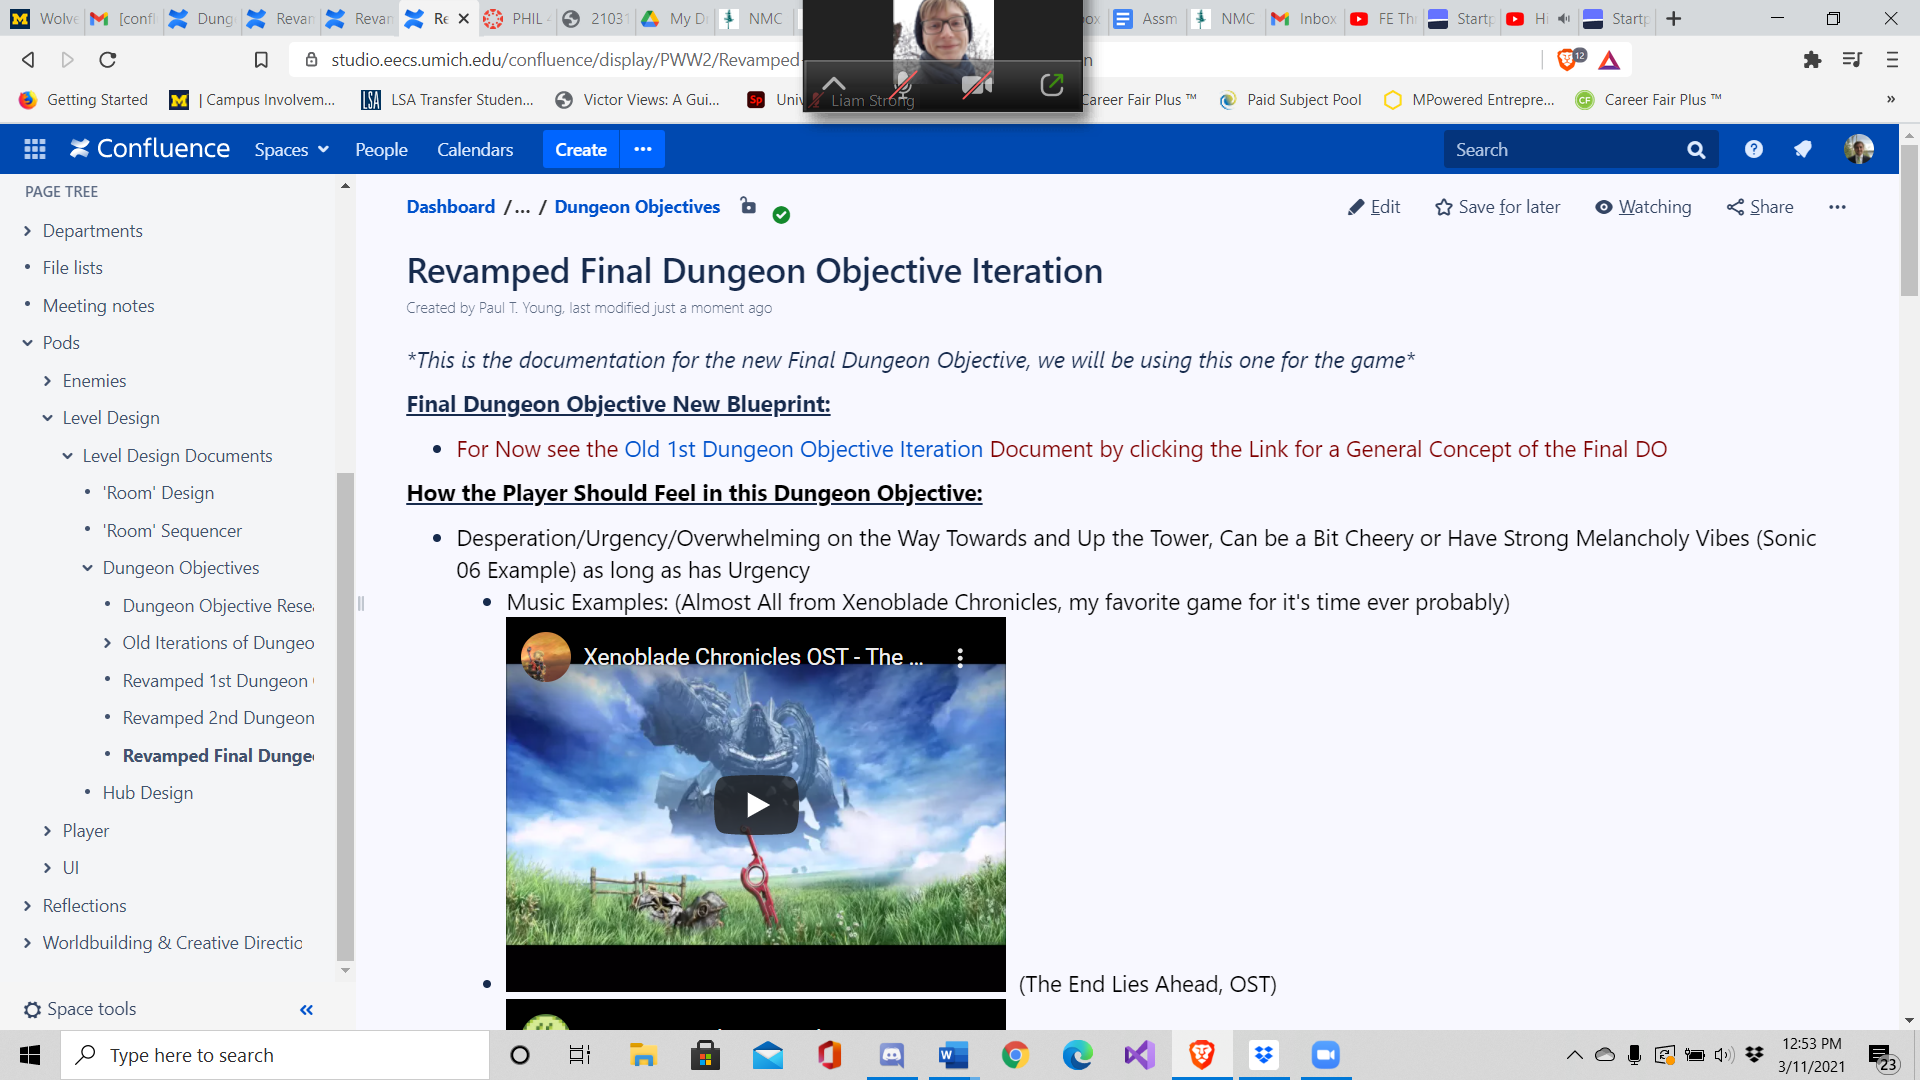 Wolve
[confl
Dung
Revan
Revan
Re
PHIL 4
21031
My Dr
NMC
box
Assm
NMC
Inbox
FE Thr
Startp
Hi
Startp
studio.eecs.umich.edu/confluence/display/PWW2/Revamped-
n
12
Getting Started
| Campus Involvem...
LSA Transfer Studen...
Victor Views: A Gui...
Univ
Career Fair Plus ™
Paid Subject Pool
MPowered Entrepre...
Career Fair Plus ™
»
Liam Strong
Confluence
Spaces
People
Calendars
Create
Search
PAGE TREE
Departments
File lists
Meeting notes
Pods
Enemies
Level Design
Level Design Documents
'Room' Design
'Room' Sequencer
Dungeon Objectives
Dungeon Objective Resea
Old Iterations of Dungeo
Revamped 1st Dungeon
Revamped 2nd Dungeon
Revamped Final Dunge
Hub Design
Player
UI
Reflections
Worldbuilding & Creative Directio
Space tools
Dashboard /... / Dungeon Objectives
Edit
Save for later
Watching
Share
Revamped Final Dungeon Objective Iteration
Created by Paul T. Young, last modified just a moment ago
*This is the documentation for the new Final Dungeon Objective, we will be using this one for the game*
Final Dungeon Objective New Blueprint:
For Now see the Old 1st Dungeon Objective Iteration Document by clicking the Link for a General Concept of the Final DO
How the Player Should Feel in this Dungeon Objective:
Desperation/Urgency/Overwhelming on the Way Towards and Up the Tower, Can be a Bit Cheery or Have Strong Melancholy Vibes (Sonic
06 Example) as long as has Urgency
Music Examples: (Almost All from Xenoblade Chronicles, my favorite game for it's time ever probably)
Xenoblade Chronicles OST - The ...
(The End Lies Ahead, OST)
Type here to search
12:53 PM
3/11/2021
23